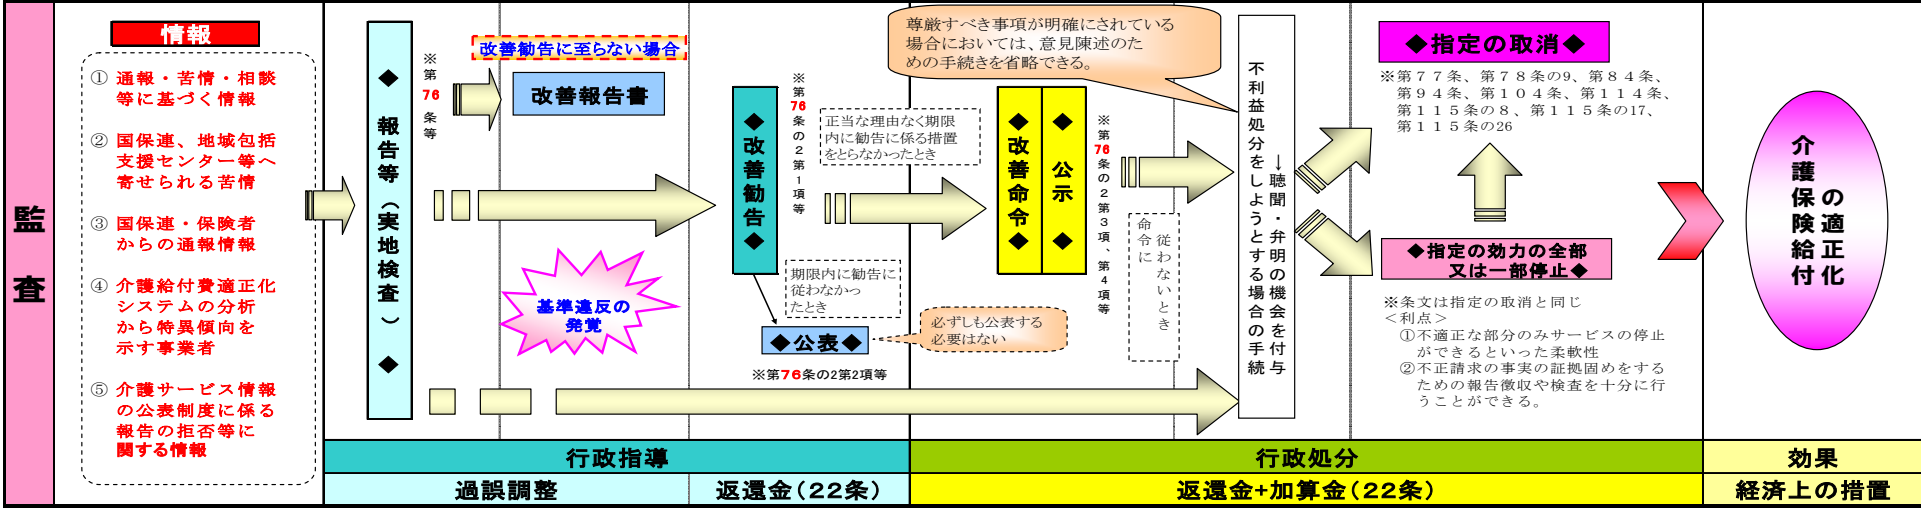 監査
情報
① 通報・苦情・相談
等に基づく情報
② 国保連、地域包括
支援センター等へ
寄せられる苦情
③ 国保連・保険者
からの通報情報
④ 介護給付費適正化
システムの分析
から特異傾向を
示す事業者
⑤ 介護サービス情報
の公表制度に係る
報告の拒否等に
関する情報
◆報告等（実地検査）◆
※第76条等
改善勧告に至らない場合
改善報告書
基準違反の
発覚
◆改善勧告◆
※第76条の2第1項等
期限内に勧告に
従わなかっ
たとき
◆公表◆
※第76条の2第2項等
必ずしも公表する
必要はない
正当な理由なく期限
内に勧告に係る措置
をとらなかったとき
◆改善命令◆
◆公示◆
※第76条の2第3項、第4項等
命令に
従わないとき
尊厳すべき事項が明確にされている
場合においては、意見陳述のた
めの手続きを省略できる。
不利益処分をしようとする場合の手続
→聴聞・弁明の機会を付与
◆指定の取消◆
※第77条、第78条の9、第84条、
第94条、第104条、第114条、
第115条の8、第115条の17、
第115条の26
◆指定の効力の全部
又は一部停止◆
※条文は指定の取消と同じ
＜利点＞
①不適正な部分のみサービスの停止
ができるといった柔軟性
②不正請求の事実の証拠固めをする
ための報告徴収や検査を十分に行
うことができる。
介護保険給付
の適正化
行政指導
行政処分
効果
過誤調整
返還金（22条）
返還金+加算金（22条）
経済上の措置